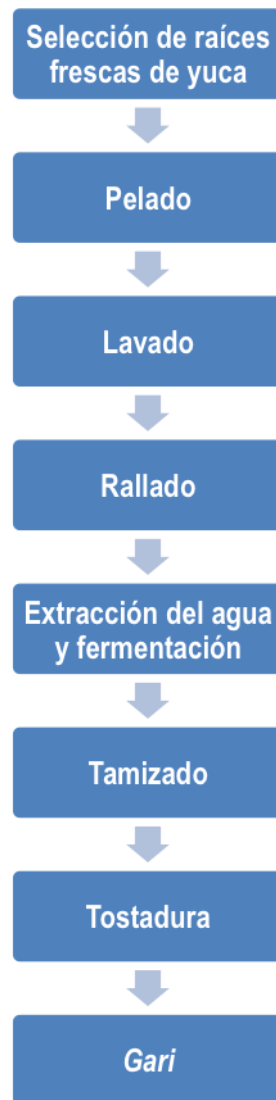 Selección de raíces
frescas de yuca
Pelado
Lavado
Rallado
Extracción del agua
y fermentación
Tamizado
Tostadura
Gari